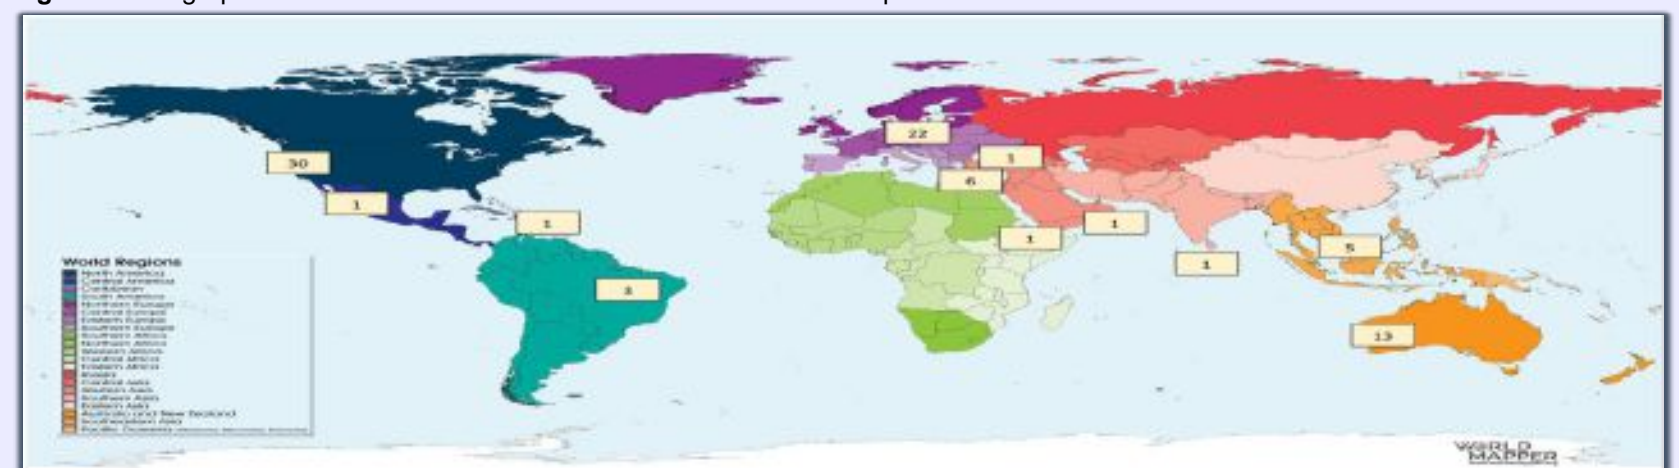 30
22
1
6
1
1
1
1
1
5
3
13
World Regions
North America
Central America
Caribbean
South America
Northern Europe
Central Europe
Eastern Europe
Southern Europe
Southern Africa
Northern Africa
Western Africa
Central Africa
Eastern Africa
Russia
Central Asia
Western Asia
Southern Asia
Eastern Asia
Australia and New Zealand
Southeastern Asia
Pacific Oceania
WORLD
MAPPER